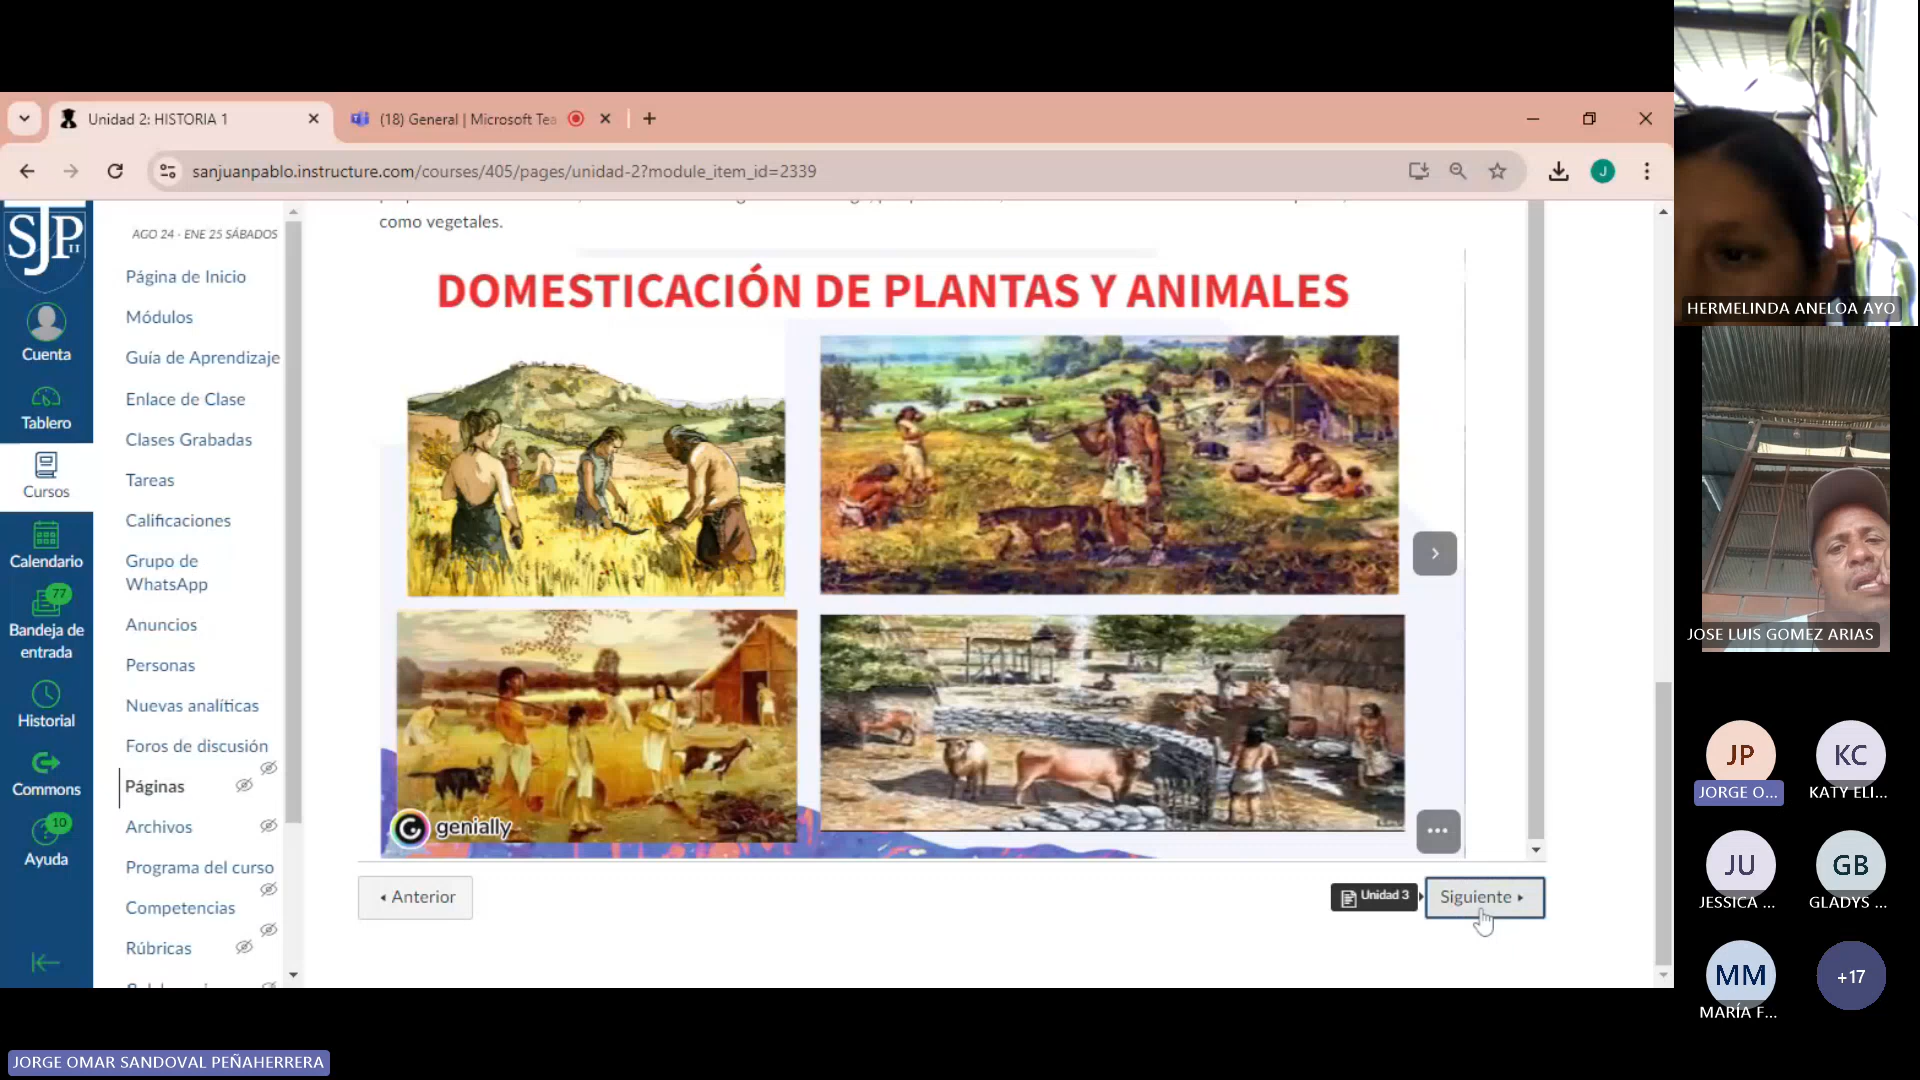 Unidad 2: HISTORIA 1
(18) General | Microsoft Tea
sanjuanpablo.instructure.com/courses/405/pages/unidad-2?module_item_id=2339
J
SJP II
Cuenta
Tablero
Cursos
Calendario
77
Bandeja de
entrada
Historial
Commons
10
Ayuda
AGO 24 - ENE 25 SÁBADOS
Página de Inicio
Módulos
Guía de Aprendizaje
Enlace de Clase
Clases Grabadas
Tareas
Calificaciones
Grupo de
WhatsApp
Anuncios
Personas
Nuevas analíticas
Foros de discusión
Páginas
Archivos
Programa del curso
Competencias
Rúbricas
como vegetales.
DOMESTICACIÓN DE PLANTAS Y ANIMALES
genially
Anterior
Unidad 3
Siguiente
HERMELINDA ANELOA AYO
JOSE LUIS GOMEZ ARIAS
JP
JORGE O...
KC
KATY ELI...
JU
JESSICA ...
GB
GLADYS ...
MM
MARÍA F...
+17
JORGE OMAR SANDOVAL PEÑAHERRERA